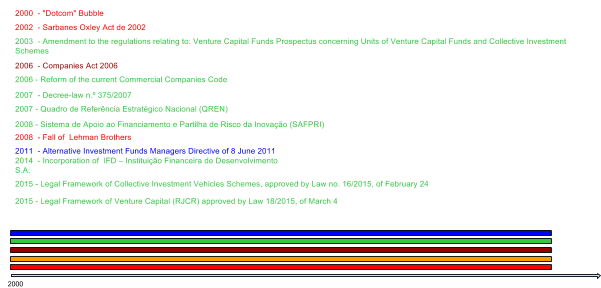 2000 - "Dotcom" Bubble
2002 - Sarbanes Oxley Act de 2002
2003 - Amendment to the regulations relating to: Venture Capital Funds Prospectus concerning Units of Venture Capital Funds and Collective Investment
Schemes
2006 - Companies Act 2006
2006 - Reform of the current Commercial Companies Code
2007 - Decree-law n.º 375/2007
2007 - Quadro de Referência Estratégico Nacional (QREN)
2008 - Sistema de Apoio ao Financiamento e Partilha de Risco da Inovação (SAFPRI)
2008 - Fall of Lehman Brothers
2011 - Alternative Investment Funds Managers Directive of 8 June 2011
2014 - Incorporation of IFD – Instituição Financeira do Desenvolvimento
S.A.
2015 - Legal Framework of Collective Investment Vehicles Schemes, approved by Law no. 16/2015, of February 24
2015 - Legal Framework of Venture Capital (RJCR) approved by Law 18/2015, of March 4
2000